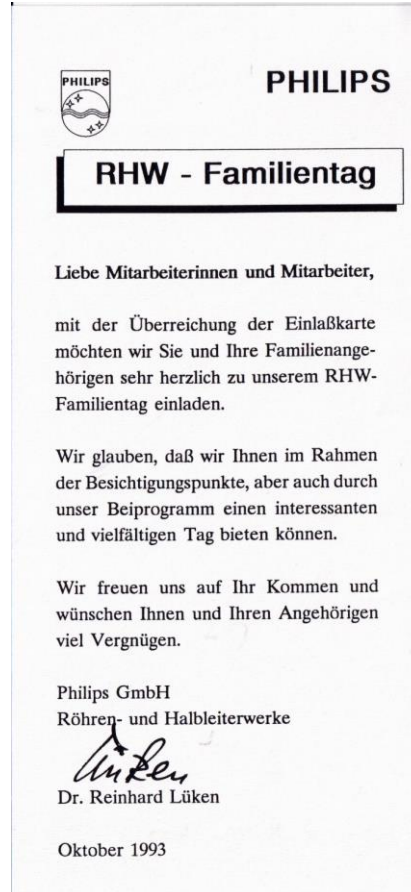 PHILIPS
PHILIPS
RHW - Familientag
Liebe Mitarbeiterinnen und Mitarbeiter,
mit der Überreichung der Einlaßkarte
möchten wir Sie und Ihre Familienange-
hörigen sehr herzlich zu unserem RHW-
Familientag einladen.
Wir glauben, daß wir Ihnen im Rahmen
der Besichtigungspunkte, aber auch durch
unser Beiprogramm einen interessanten
und vielfältigen Tag bieten können.
Wir freuen uns auf Ihr Kommen und
wünschen Ihnen und Ihren Angehörigen
viel Vergnügen.
Philips GmbH
Röhren- und Halbleiterwerke
Lüken
Dr. Reinhard Lüken
Oktober 1993